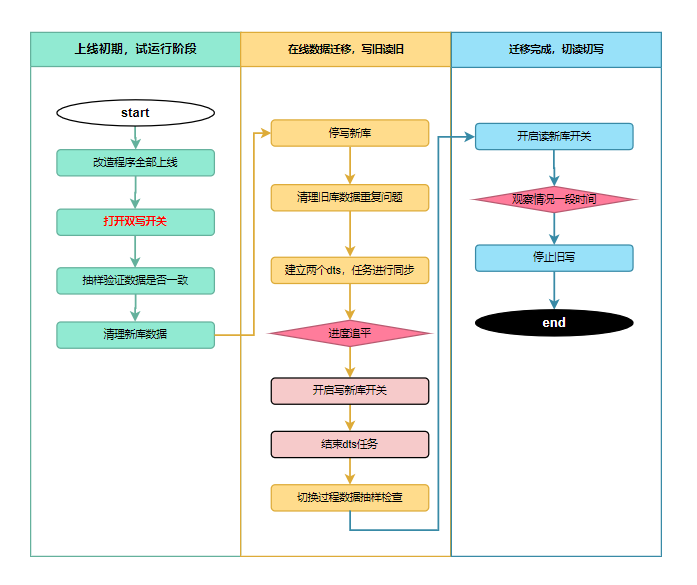 上线初期，试运行阶段
start
改造程序全部上线
打开双写开关
抽样验证数据是否一致
清理新库数据
在线数据迁移，写旧读旧
停写新库
清理旧库数据重复问题
建立两个dts，任务进行同步
进度追平
开启写新库开关
结束dts任务
切换过程数据抽样检查
迁移完成，切读切写
开启读新库开关
观察情况一段时间
停止旧写
end